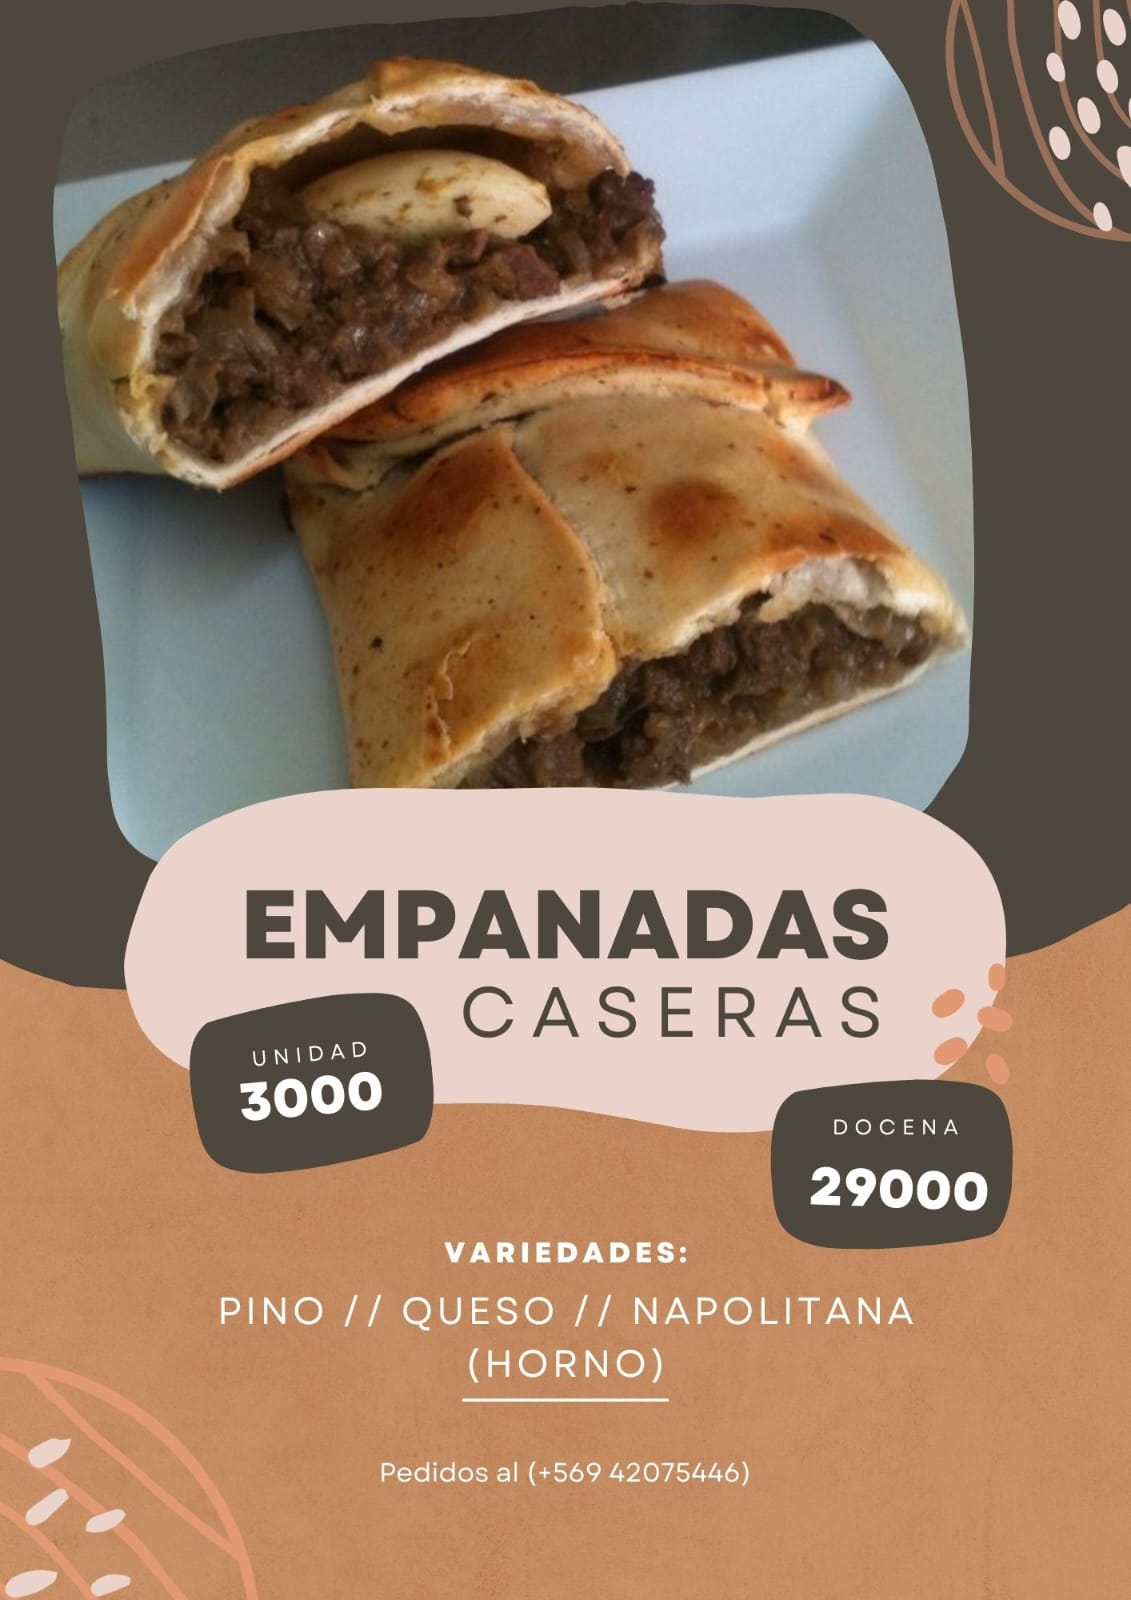 EMPANADAS
CASERAS
UNIDAD
3000
DOCENA
29000
VARIEDADES:
PINO // QUESO // NAPOLITANA
(HORNO)
Pedidos al (+569 42075446)